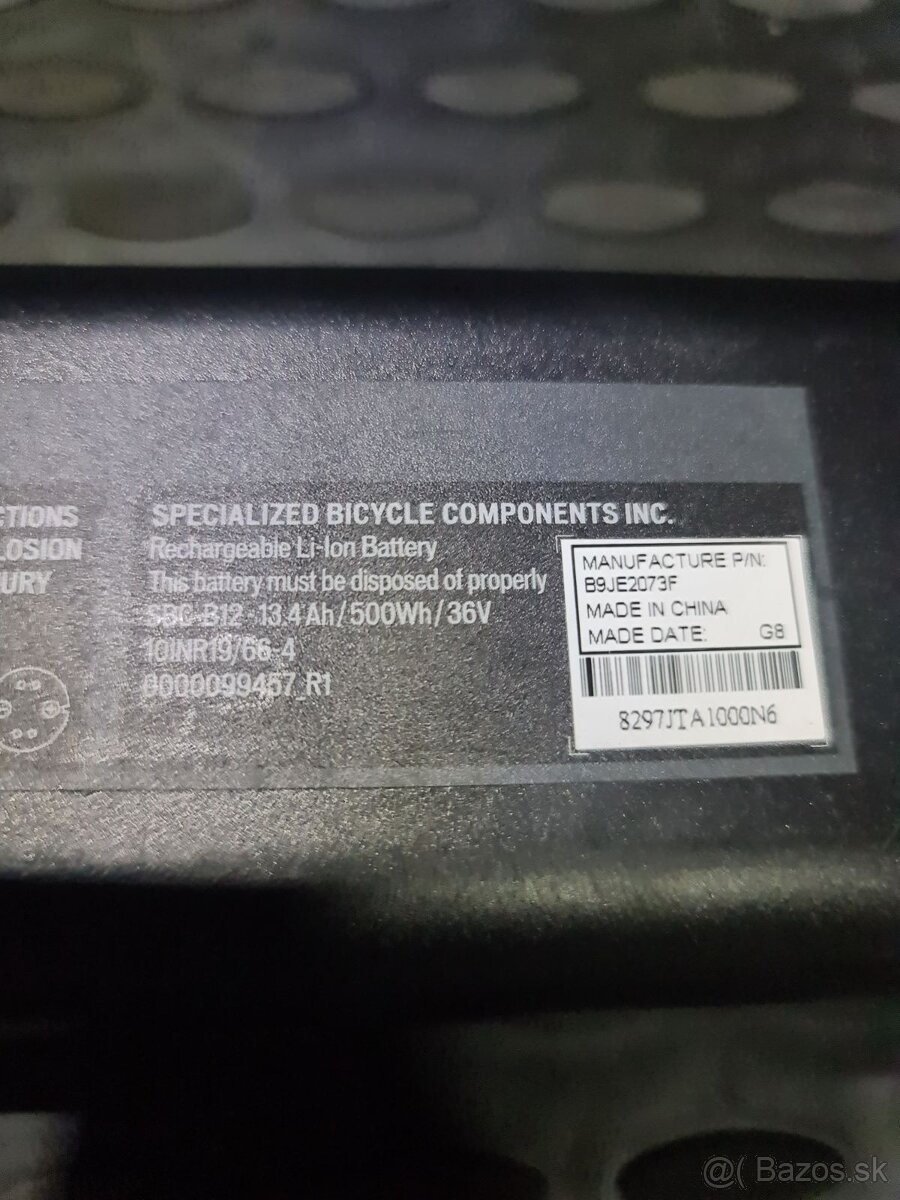 CTIONS
LOSION
URY
SPECIALIZED BICYCLE COMPONENTS INC.
Rechargeable Li-Ion Battery
This battery must be disposed of properly
SBC-B12 13.4Ah/500Wh/36V
10INR19/66-4
0000099457_R1
MANUFACTURE P/N:
B9JE2073F
MADE IN CHINA
MADE DATE: G8
8297JTA1000N6
@( Bazos.sk